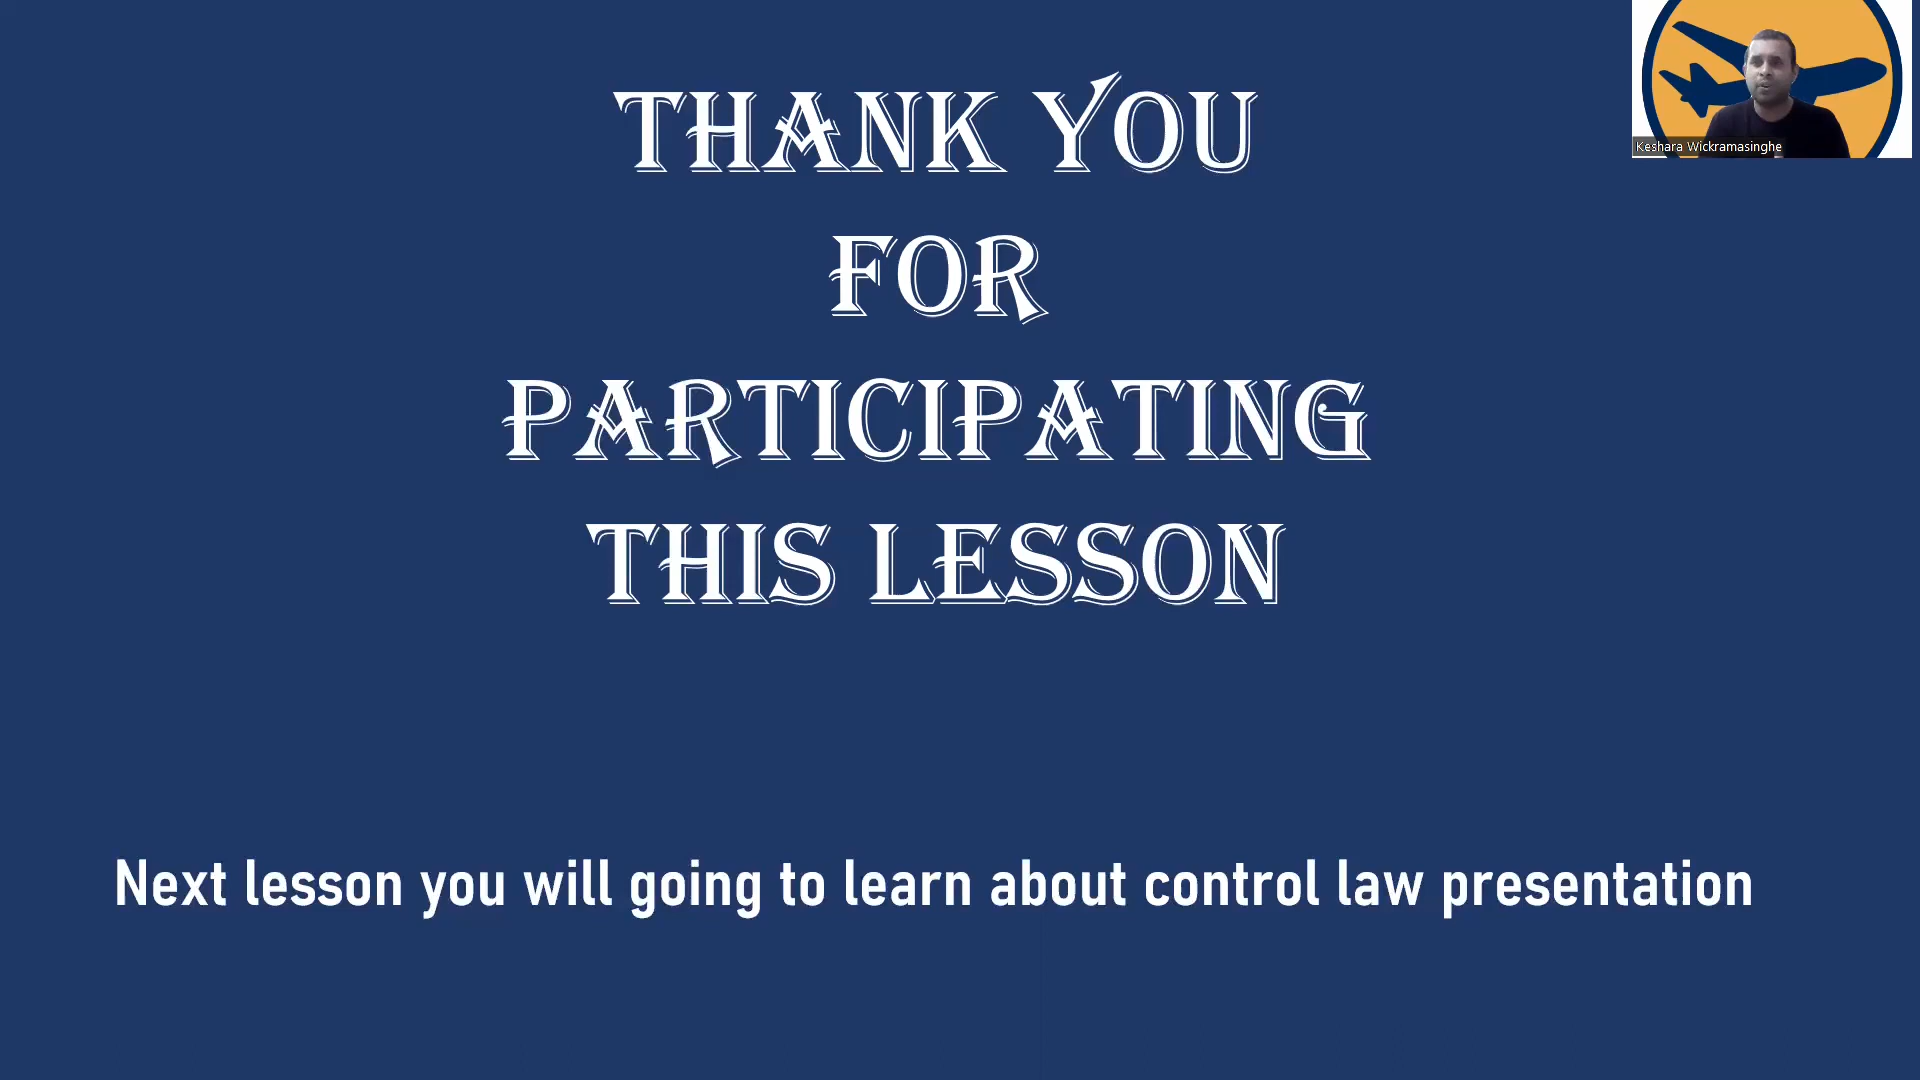 THANK YOU
FOR
PARTICIPATING
THIS LESSON
Keshara Wickramasinghe
Next lesson you will going to learn about control law presentation